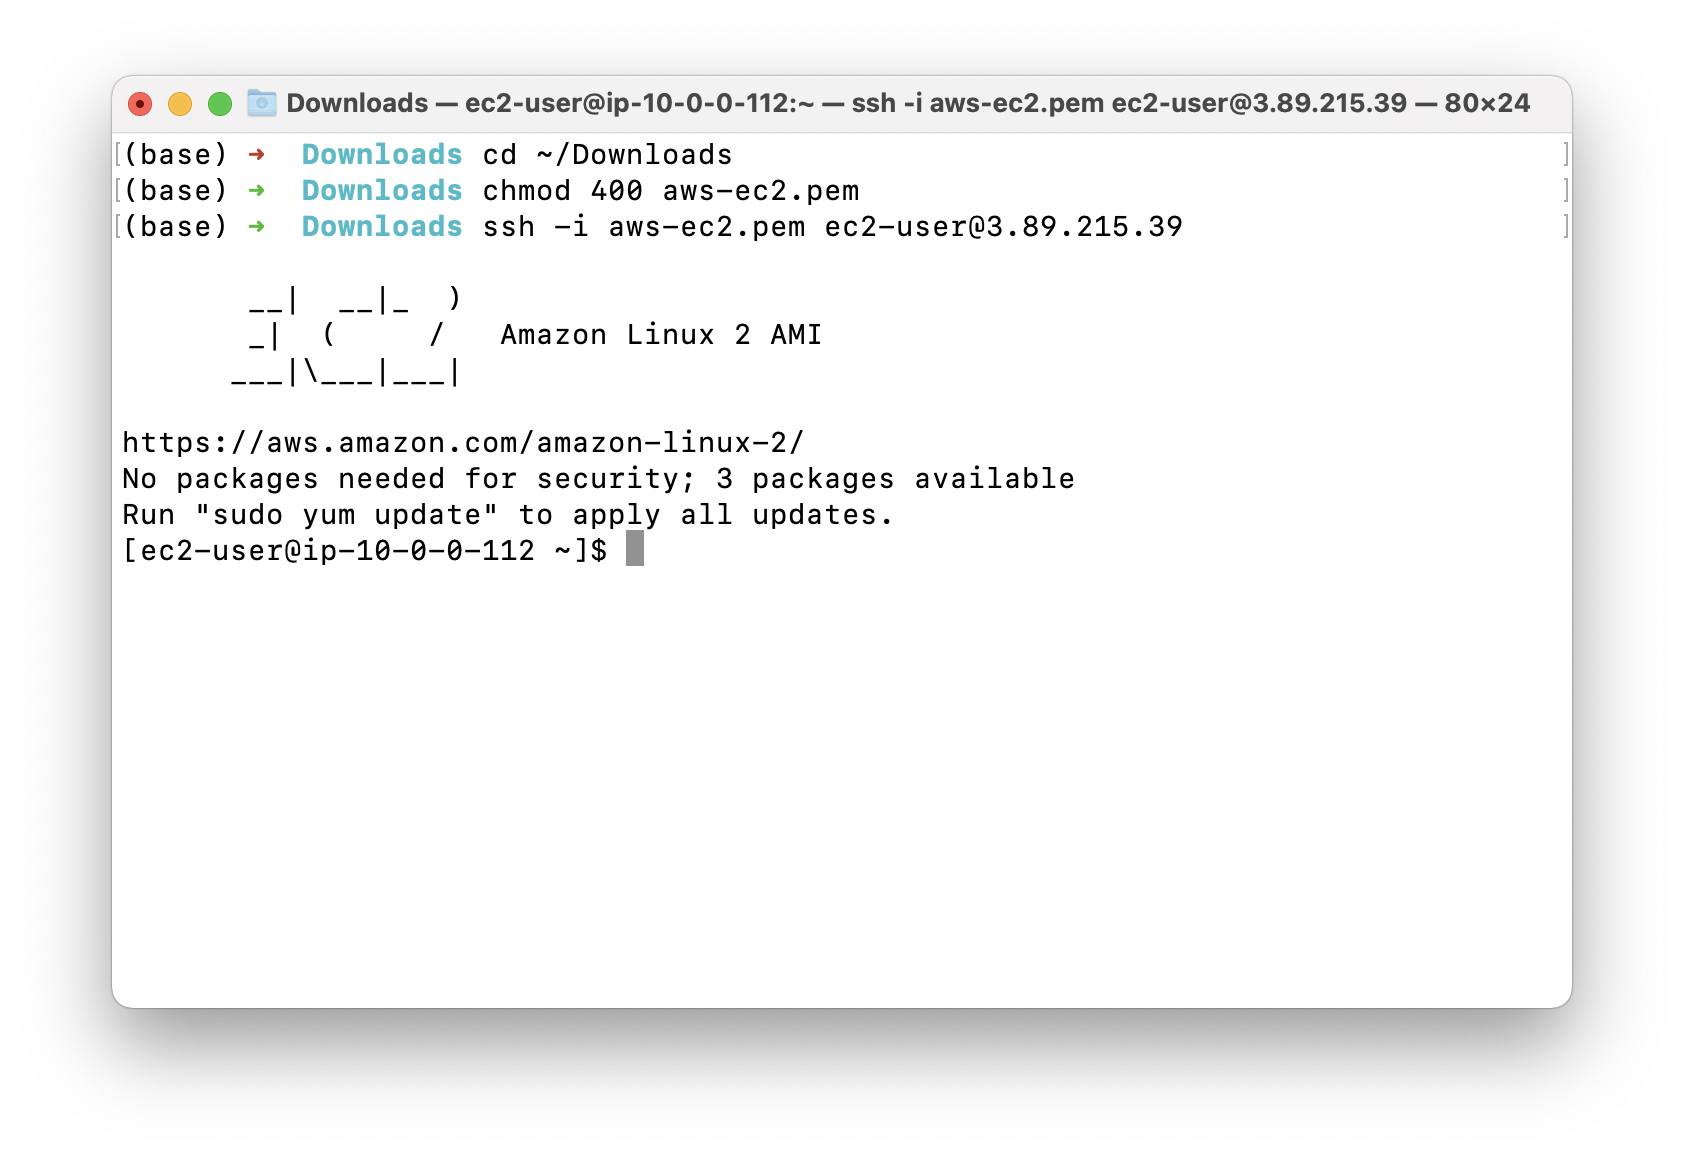 Downloads — ec2-user@ip-10-0-0-112:~ — ssh -i aws-ec2.pem ec2-user@3.89.215.39 — 80×24
[(base) ➜  Downloads cd ~/Downloads ]
[(base) ➜  Downloads chmod 400 aws-ec2.pem ]
[(base) ➜  Downloads ssh -i aws-ec2.pem ec2-user@3.89.215.39 ]
       __|  __|_  )
       _|  (     /   Amazon Linux 2 AMI
      ___|\___|___|
https://aws.amazon.com/amazon-linux-2/
No packages needed for security; 3 packages available
Run "sudo yum update" to apply all updates.
[ec2-user@ip-10-0-0-112 ~]$